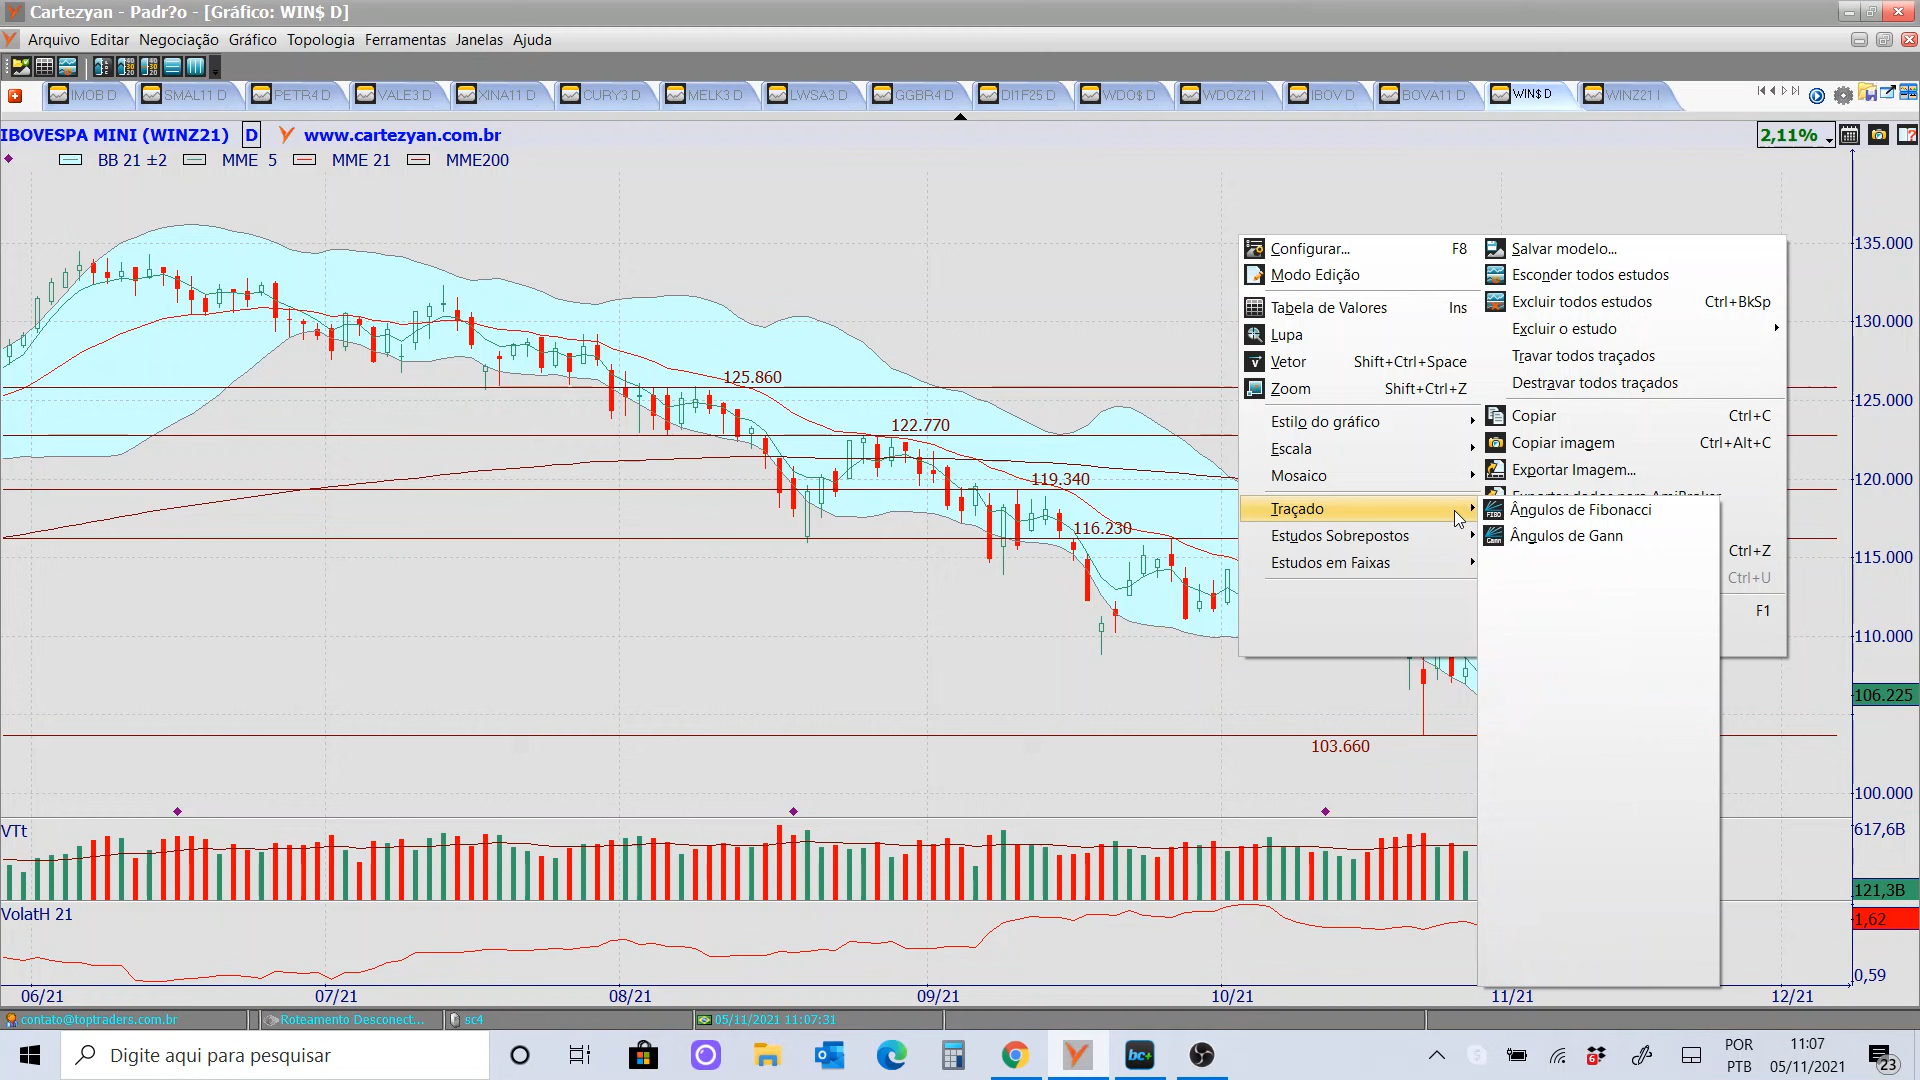 Cartezyan - Padr?o - [Gráfico: WIN$ D]
Arquivo Editar Negociação Gráfico Topologia Ferramentas Janelas Ajuda
IMOB D SMAL11 D PETR4 D VALE3 D XINA11 D CURY3 D MELK3 D LWSA3 D GGBR4 D DI1F25 D WDO$ D WDOZ21 I IBOV D BOVA11 D WIN$ D WINZ21 I
IBOVESPA MINI (WINZ21) D www.cartezyan.com.br 2,11%
BB 21 ±2 MME 5 MME 21 MME200
135.000
130.000
125.000
120.000
115.000
110.000
106.225
100.000
125.860
122.770
119.340
116.230
103.660
Configurar... F8
Modo Edição
Tabela de Valores Ins
Lupa
Vetor Shift+Ctrl+Space
Zoom Shift+Ctrl+Z
Estilo do gráfico
Escala
Mosaico
Traçado
Estudos Sobrepostos
Estudos em Faixas
Salvar modelo...
Esconder todos estudos
Excluir todos estudos Ctrl+BkSp
Excluir o estudo
Travar todos traçados
Destravar todos traçados
Copiar Ctrl+C
Copiar imagem Ctrl+Alt+C
Exportar Imagem...
Exportar dados para AmiBroker
Ctrl+Z
Ctrl+U
F1
Ângulos de Fibonacci
Ângulos de Gann
VTt
617,6B
121,3B
VolatH 21
1,62
0,59
06/21 07/21 08/21 09/21 10/21 11/21 12/21
contato@toptraders.com.br Roteamento Desconect... sc4 05/11/2021 11:07:31
Digite aqui para pesquisar
bc+
POR
PTB
11:07
05/11/2021
23